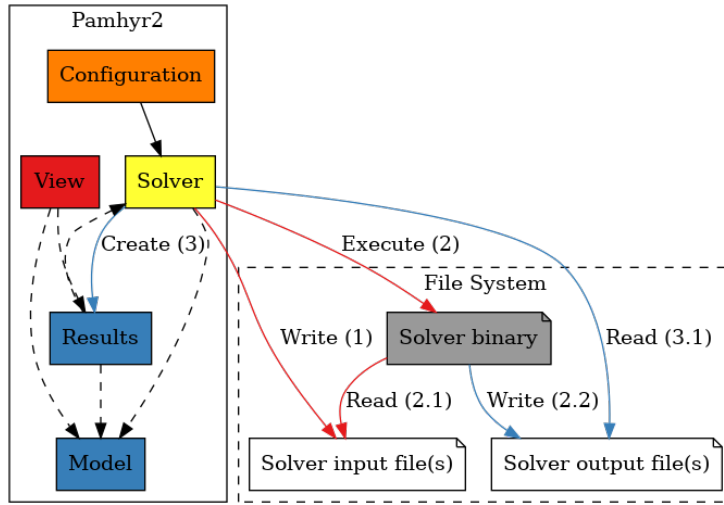 Pamhyr2
Configuration
View
Solver
Create (3)
Execute (2)
File System
Results
Write (1)
Solver binary
Read (3.1)
Read (2.1)
Write (2.2)
Model
Solver input file(s)
Solver output file(s)